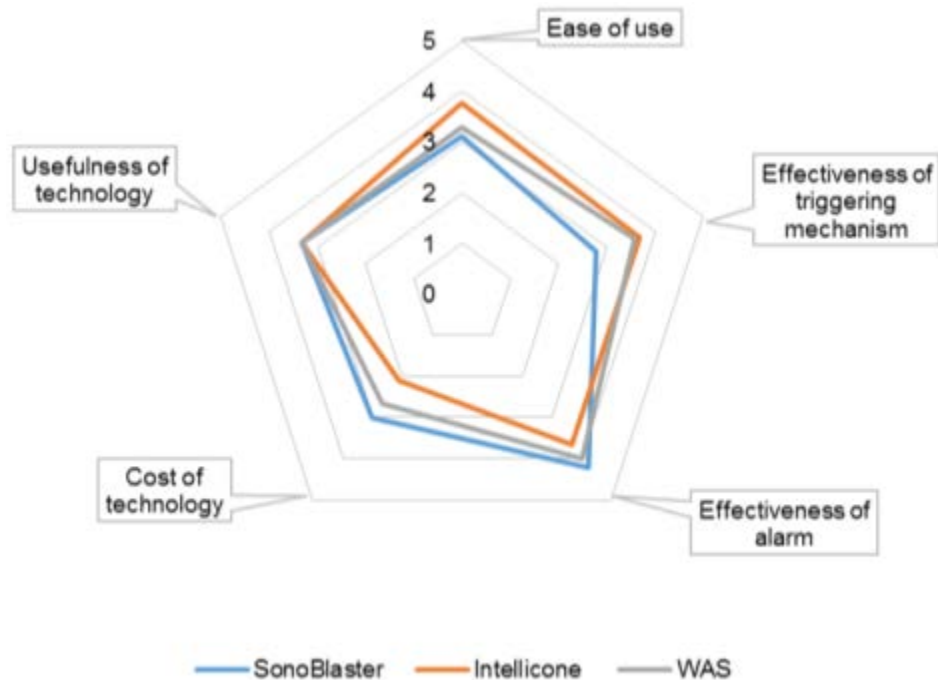 Ease of use
5
4
3
2
1
0
Usefulness of
technology
Effectiveness of
triggering
mechanism
Cost of
technology
Effectiveness of
alarm
SonoBlaster Intellicone WAS